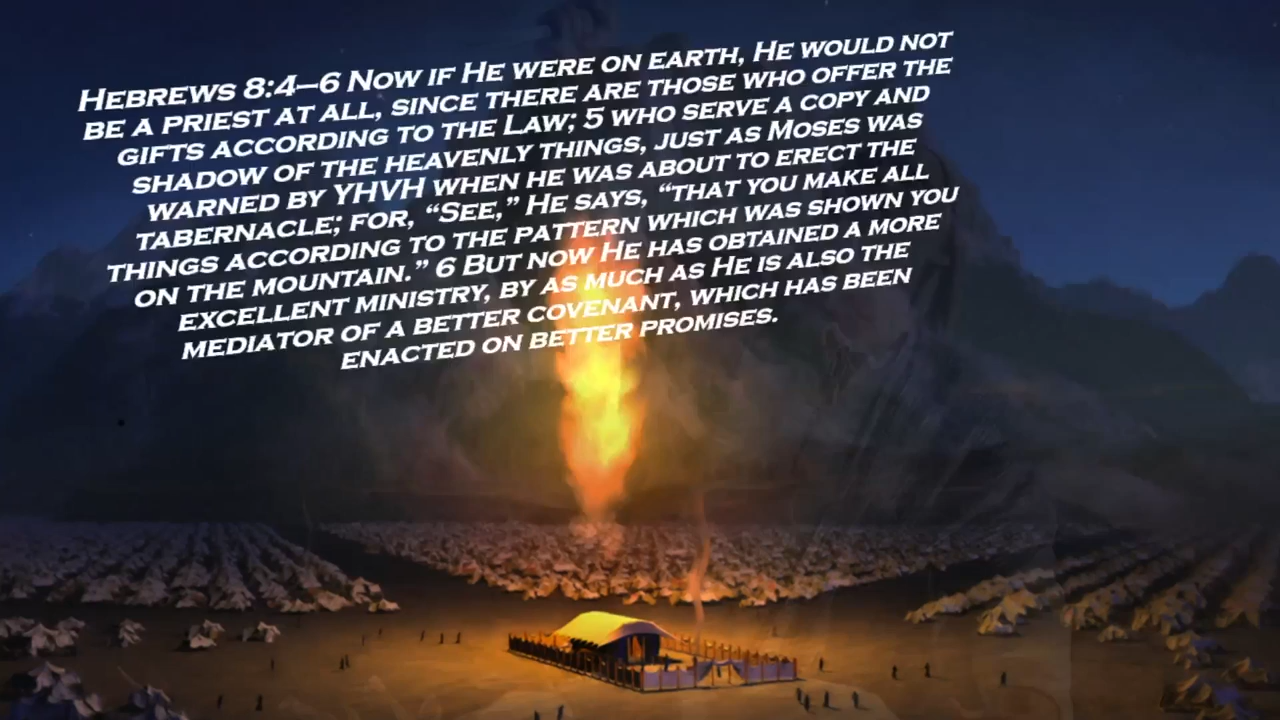 Hebrews 8:4–6 Now if He were on earth, He would not
be a priest at all, since there are those who offer the
gifts according to the Law; 5 who serve a copy and
shadow of the heavenly things, just as Moses was
warned by YHVH when he was about to erect the
tabernacle; for, “See,” He says, “that you make all
things according to the pattern which was shown you
on the mountain.” 6 But now He has obtained a more
excellent ministry, by as much as He is also the
mediator of a better covenant, which has been
enacted on better promises.